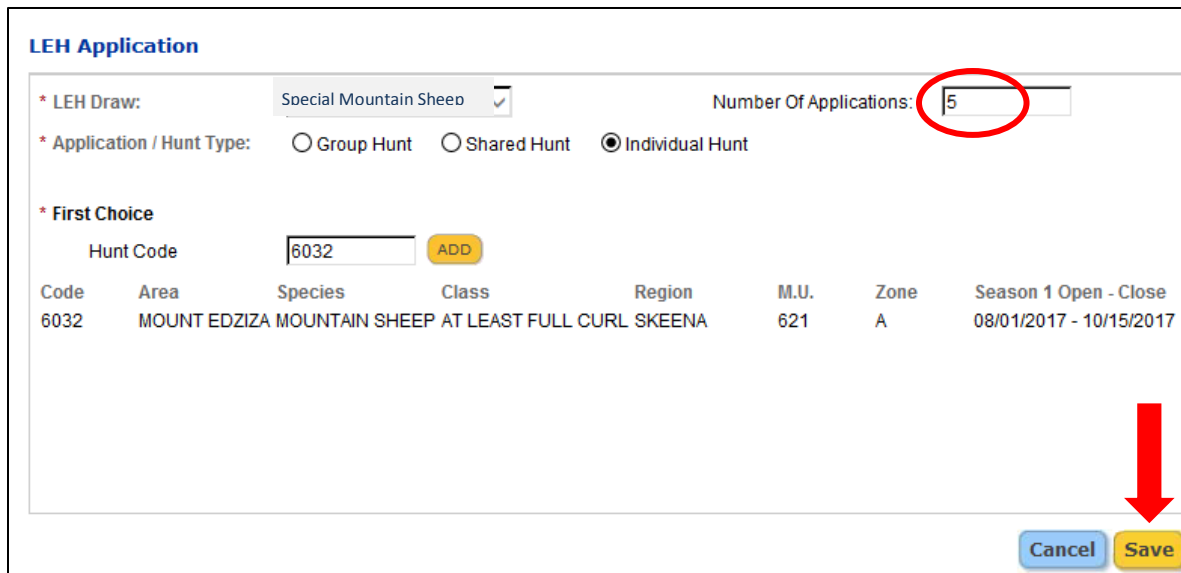 LEH Application
* LEH Draw: Special Mountain Sheep Number Of Applications: 5
* Application / Hunt Type: Group Hunt Shared Hunt Individual Hunt
* First Choice
Hunt Code 6032 ADD
Code Area Species Class Region M.U. Zone Season 1 Open - Close
6032 MOUNT EDZIZA MOUNTAIN SHEEP AT LEAST FULL CURL SKEENA 621 A 08/01/2017 - 10/15/2017
Cancel Save